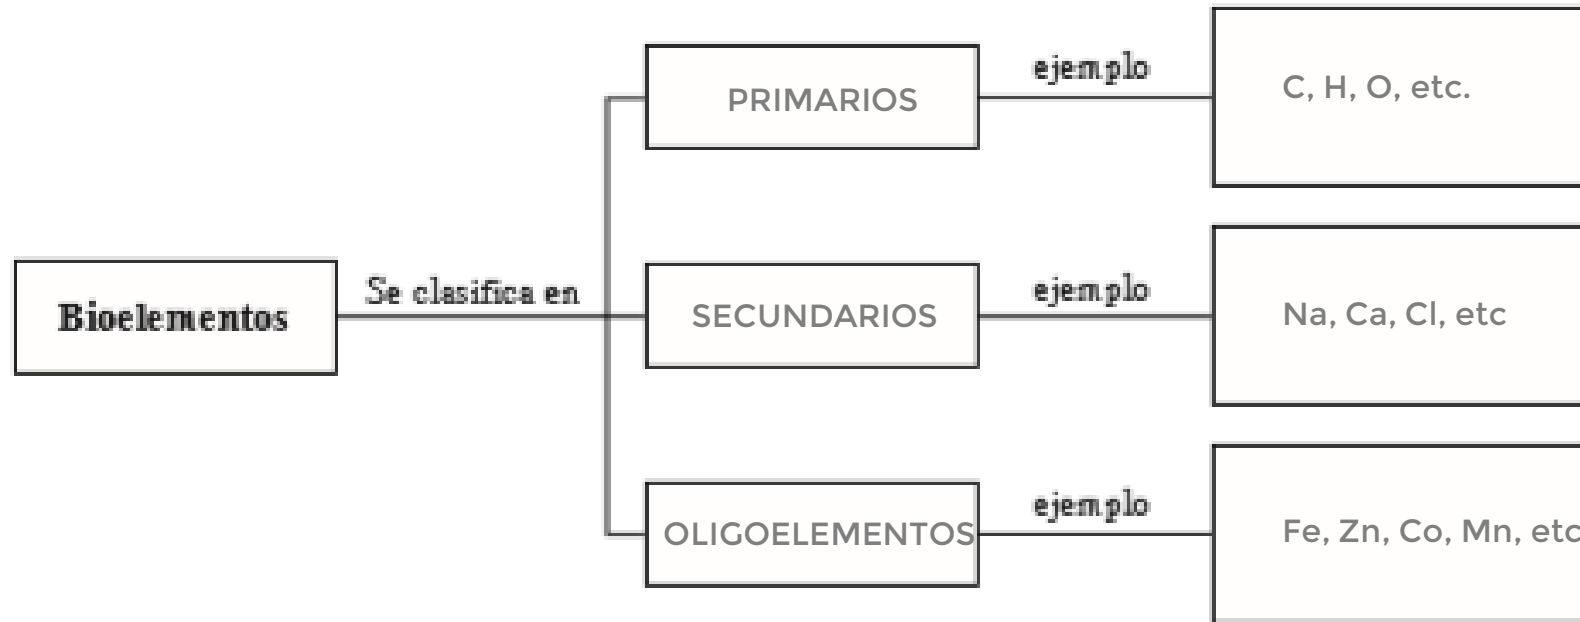 PRIMARIOS
ejemplo
C, H, O, etc.
Bioelementos
Se clasifica en
SECUNDARIOS
ejemplo
Na, Ca, Cl, etc
OLIGOELEMENTOS
ejemplo
Fe, Zn, Co, Mn, etc